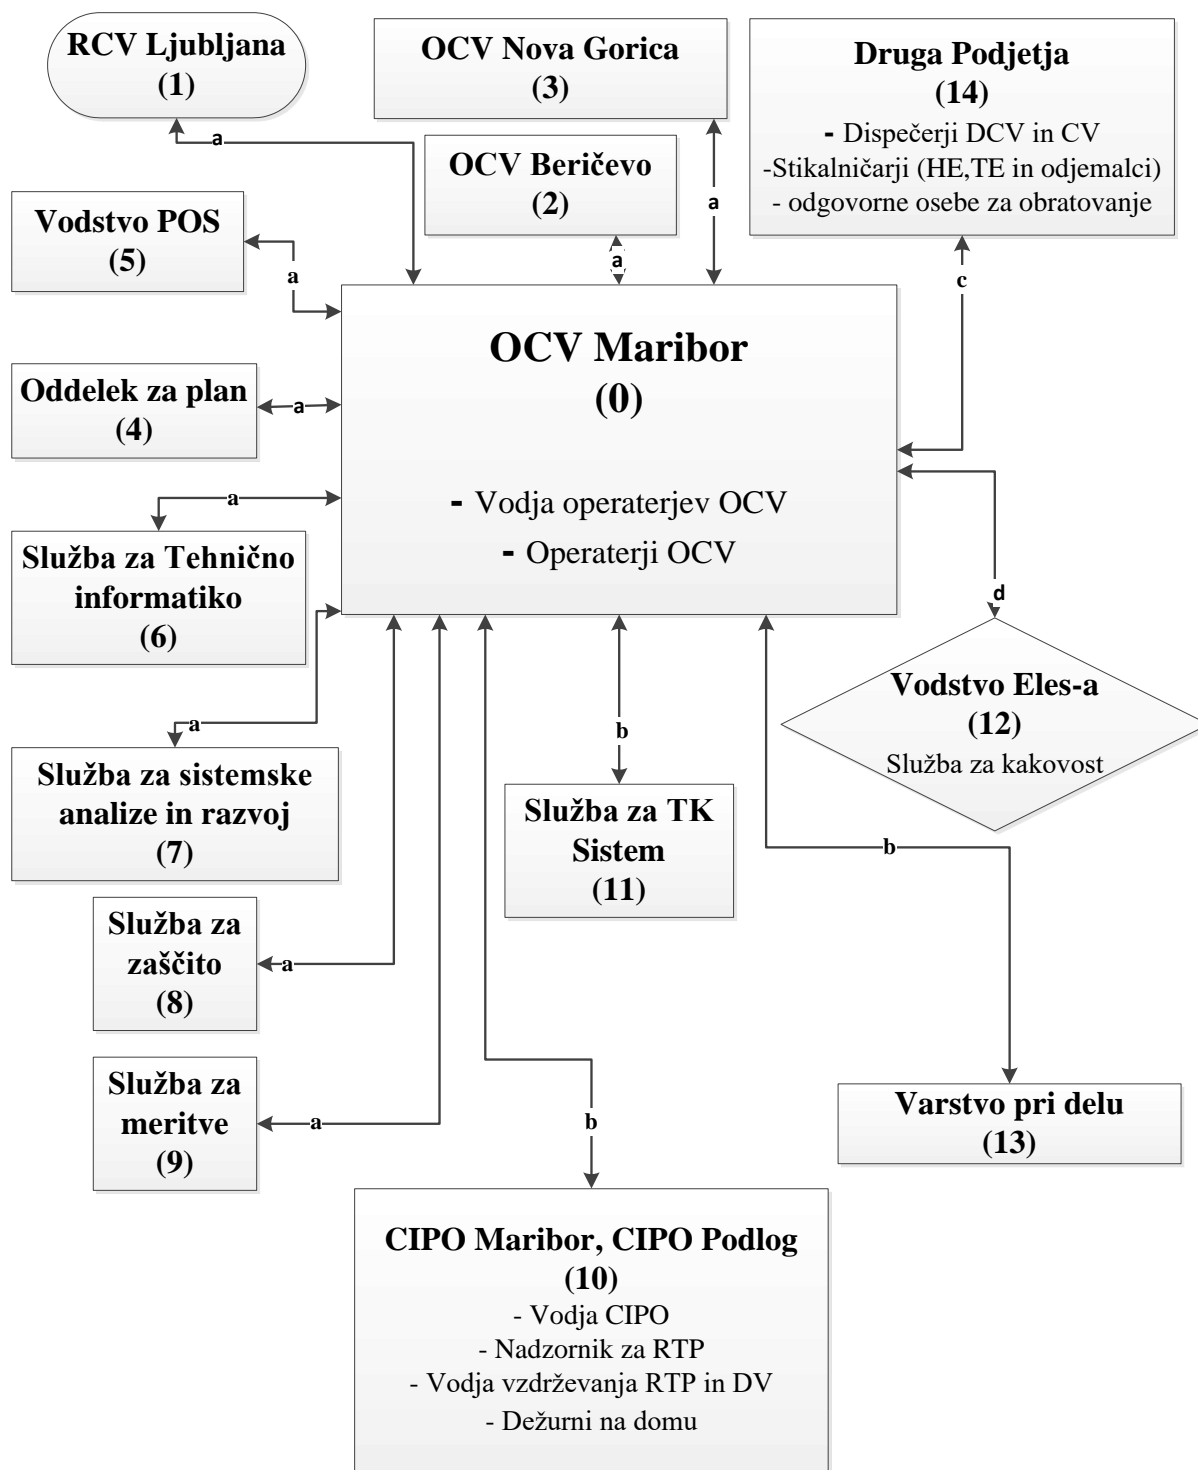 RCV Ljubljana
(1)
OCV Nova Gorica
(3)
Druga Podjetja
(14)
- Dispečerji DCV in CV
-Stikalničarji (HE,TE in odjemalci)
- odgovorne osebe za obratovanje
a
OCV Beričevo
(2)
a
Vodstvo POS
(5)
a
a
c
OCV Maribor
(0)
- Vodja operaterjev OCV
- Operaterji OCV
Oddelek za plan
(4)
a
a
Služba za Tehnično
informatiko
(6)
d
Vodstvo Eles-a
(12)
Služba za kakovost
a
b
Služba za sistemske
analize in razvoj
(7)
Služba za TK
Sistem
(11)
b
Služba za
zaščito
(8)
a
Služba za
meritve
(9)
a
b
Varstvo pri delu
(13)
CIPO Maribor, CIPO Podlog
(10)
- Vodja CIPO
- Nadzornik za RTP
- Vodja vzdrževanja RTP in DV
- Dežurni na domu